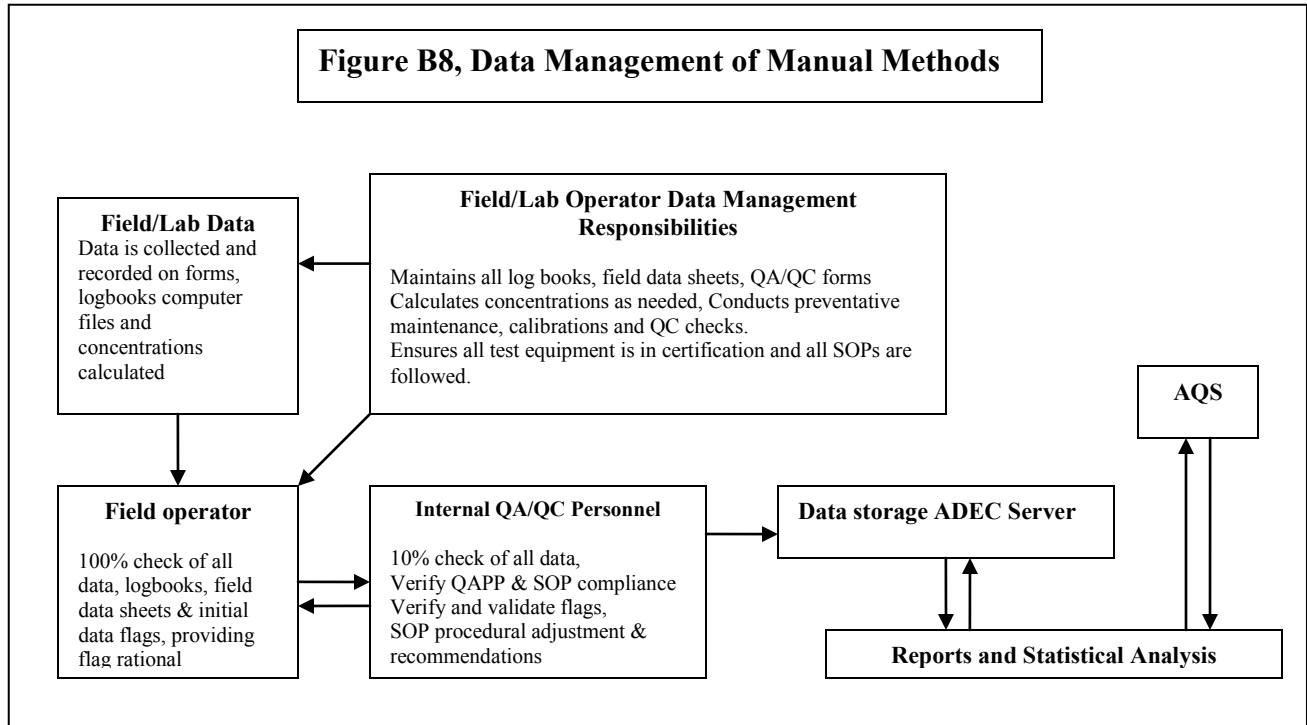 Figure B8, Data Management of Manual Methods
Field/Lab Data
Data is collected and
recorded on forms,
logbooks computer
files and
concentrations
calculated
Field/Lab Operator Data Management
Responsibilities
Maintains all log books, field data sheets, QA/QC forms
Calculates concentrations as needed, Conducts preventative
maintenance, calibrations and QC checks.
Ensures all test equipment is in certification and all SOPs are
followed.
AQS
Field operator
100% check of all
data, logbooks, field
data sheets & initial
data flags, providing
flag rational
Internal QA/QC Personnel
10% check of all data,
Verify QAPP & SOP compliance
Verify and validate flags,
SOP procedural adjustment &
recommendations
Data storage ADEC Server
Reports and Statistical Analysis